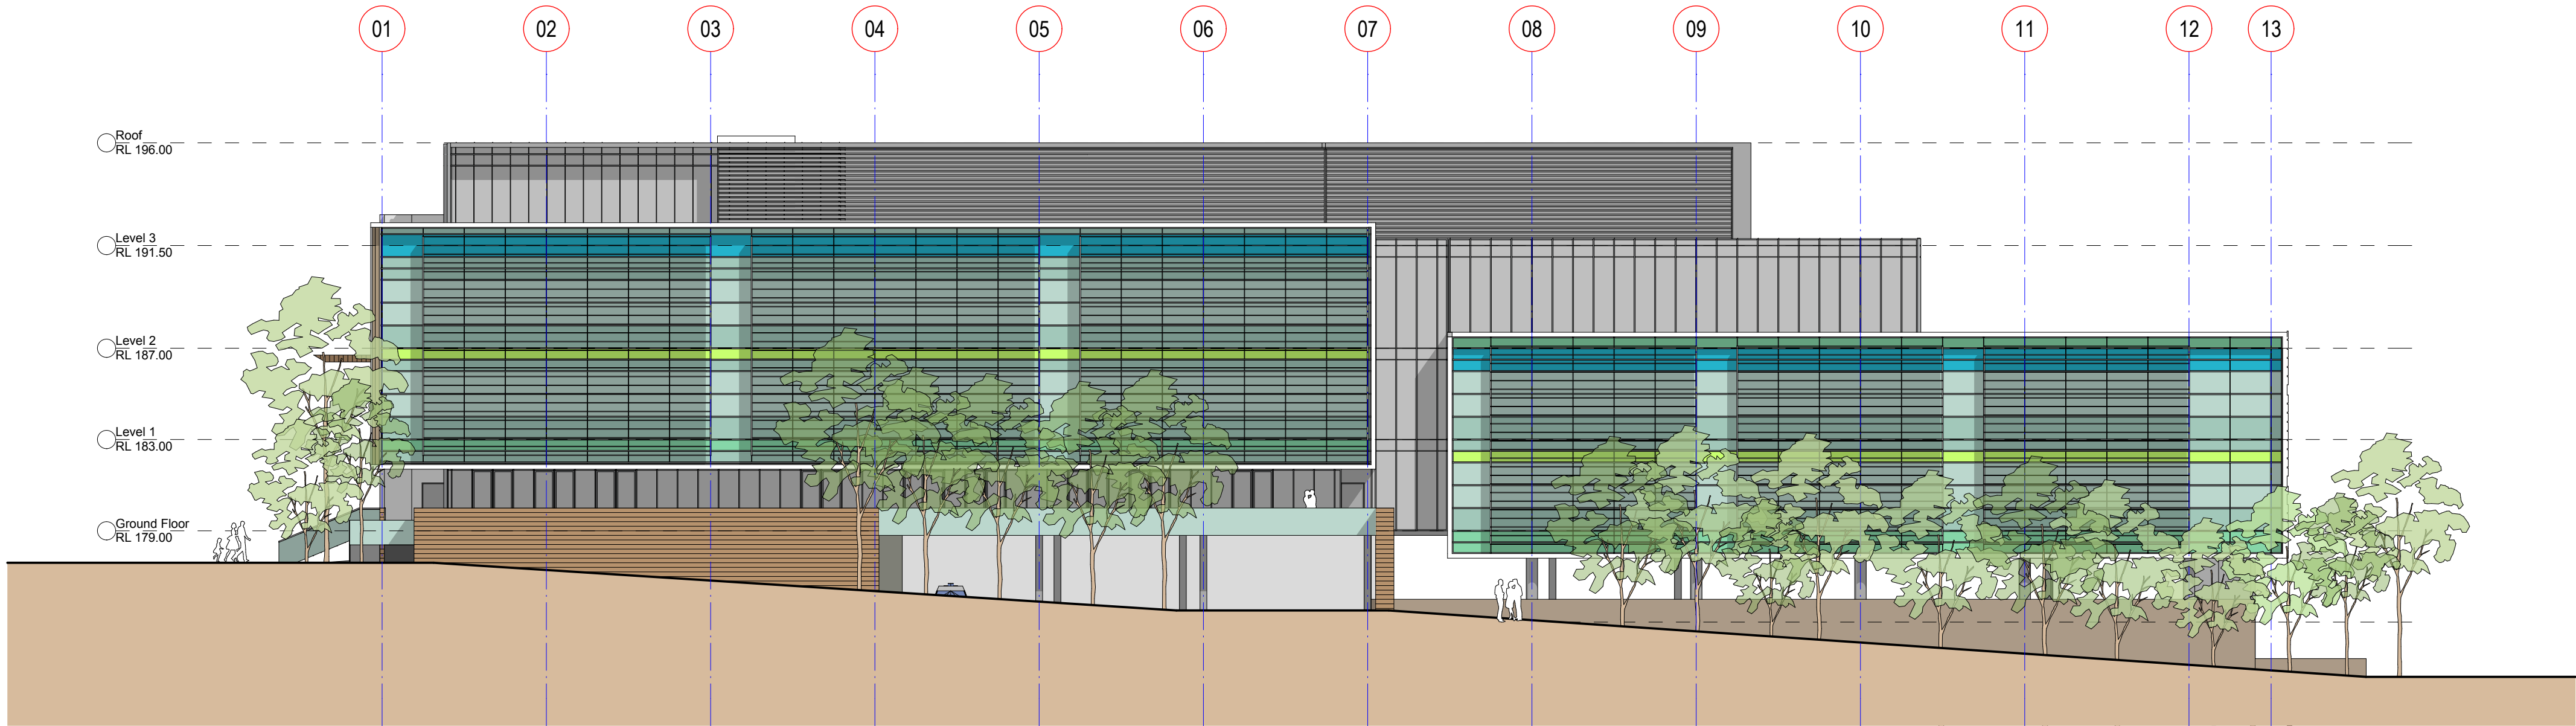 01 02 03 04 05 06 07 08 09 10 11 12 13
Roof
RL 196.00
Level 3
RL 191.50
Level 2
RL 187.00
Level 1
RL 183.00
Ground Floor
RL 179.00